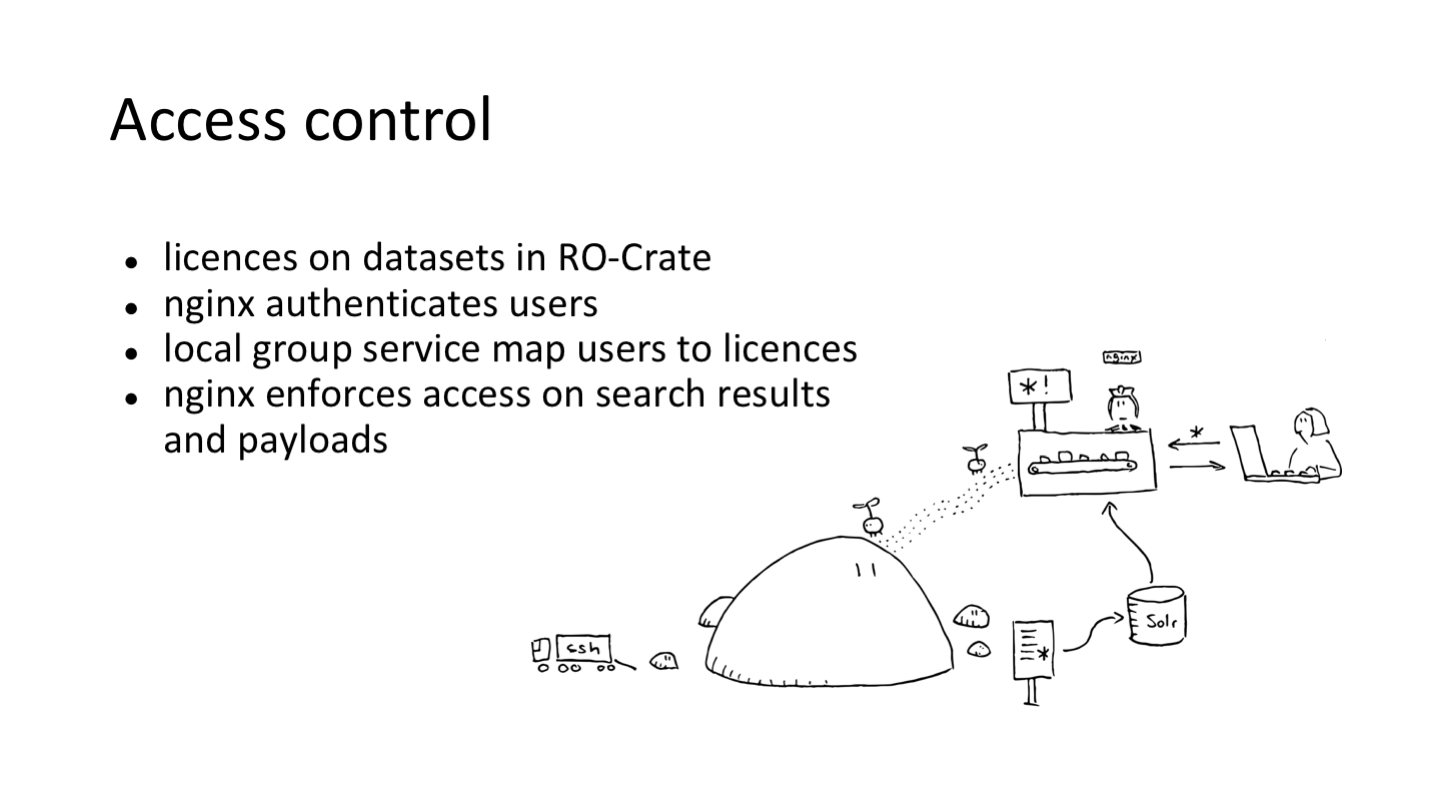 Access control
• licences on datasets in RO-Crate
• nginx authenticates users
• local group service map users to licences
• nginx enforces access on search results
and payloads
nginx
*!
*
Solr
ssh
*